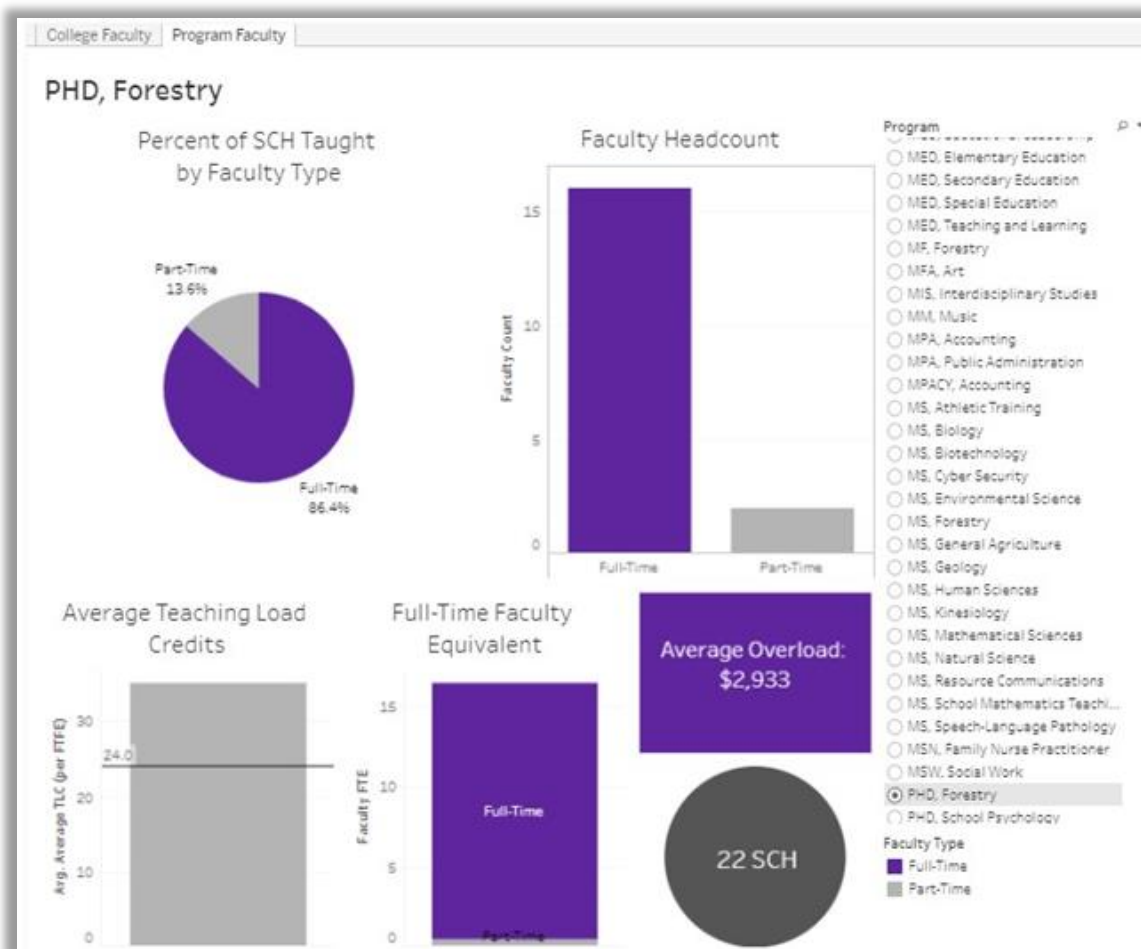 College Faculty
Program Faculty
PHD, Forestry
Percent of SCH Taught
by Faculty Type
Part-Time
13.6%
Full-Time
86.4%
Faculty Headcount
Faculty Count
15
10
5
0
Full-Time
Part-Time
Average Teaching Load
Credits
Avg. Average TLC (per FTFE)
30
24.0
20
10
0
Full-Time Faculty
Equivalent
Faculty FTE
15
10
5
0
Full-Time
Part-Time
Average Overload:
$2,933
22 SCH
Program
MED, Elementary Education
MED, Secondary Education
MED, Special Education
MED, Teaching and Learning
MF, Forestry
MFA, Art
MIS, Interdisciplinary Studies
MM, Music
MPA, Accounting
MPA, Public Administration
MPACY, Accounting
MS, Athletic Training
MS, Biology
MS, Biotechnology
MS, Cyber Security
MS, Environmental Science
MS, Forestry
MS, General Agriculture
MS, Geology
MS, Human Sciences
MS, Kinesiology
MS, Mathematical Sciences
MS, Natural Science
MS, Resource Communications
MS, School Mathematics Teachi...
MS, Speech-Language Pathology
MSN, Family Nurse Practitioner
MSW, Social Work
PHD, Forestry
PHD, School Psychology
Faculty Type
Full-Time
Part-Time